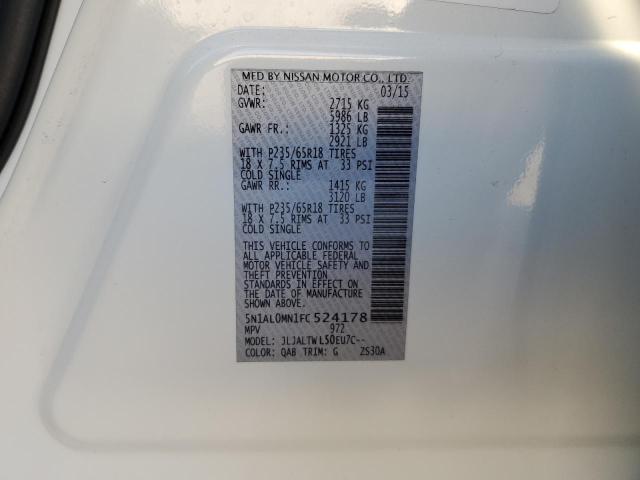 MFD BY NISSAN MOTOR CO., LTD.
DATE: 03/15
GVWR: 2715 KG
5986 LB
GAWR FR.: 1325 KG
2921 LB
WITH P235/65R18 TIRES
18 X 7.5 RIMS AT 33 PSI
COLD SINGLE
GAWR RR.: 1415 KG
3120 LB
WITH P235/65R18 TIRES
18 X 7.5 RIMS AT 33 PSI
COLD SINGLE
THIS VEHICLE CONFORMS TO
ALL APPLICABLE FEDERAL
MOTOR VEHICLE SAFETY AND
THEFT PREVENTION
STANDARDS IN EFFECT ON
THE DATE OF MANUFACTURE
SHOWN ABOVE.
5N1AL0MN1FC524178
MPV 972
MODEL: JLJALTWL50EU7C--
COLOR: QAB TRIM: G ZS30A